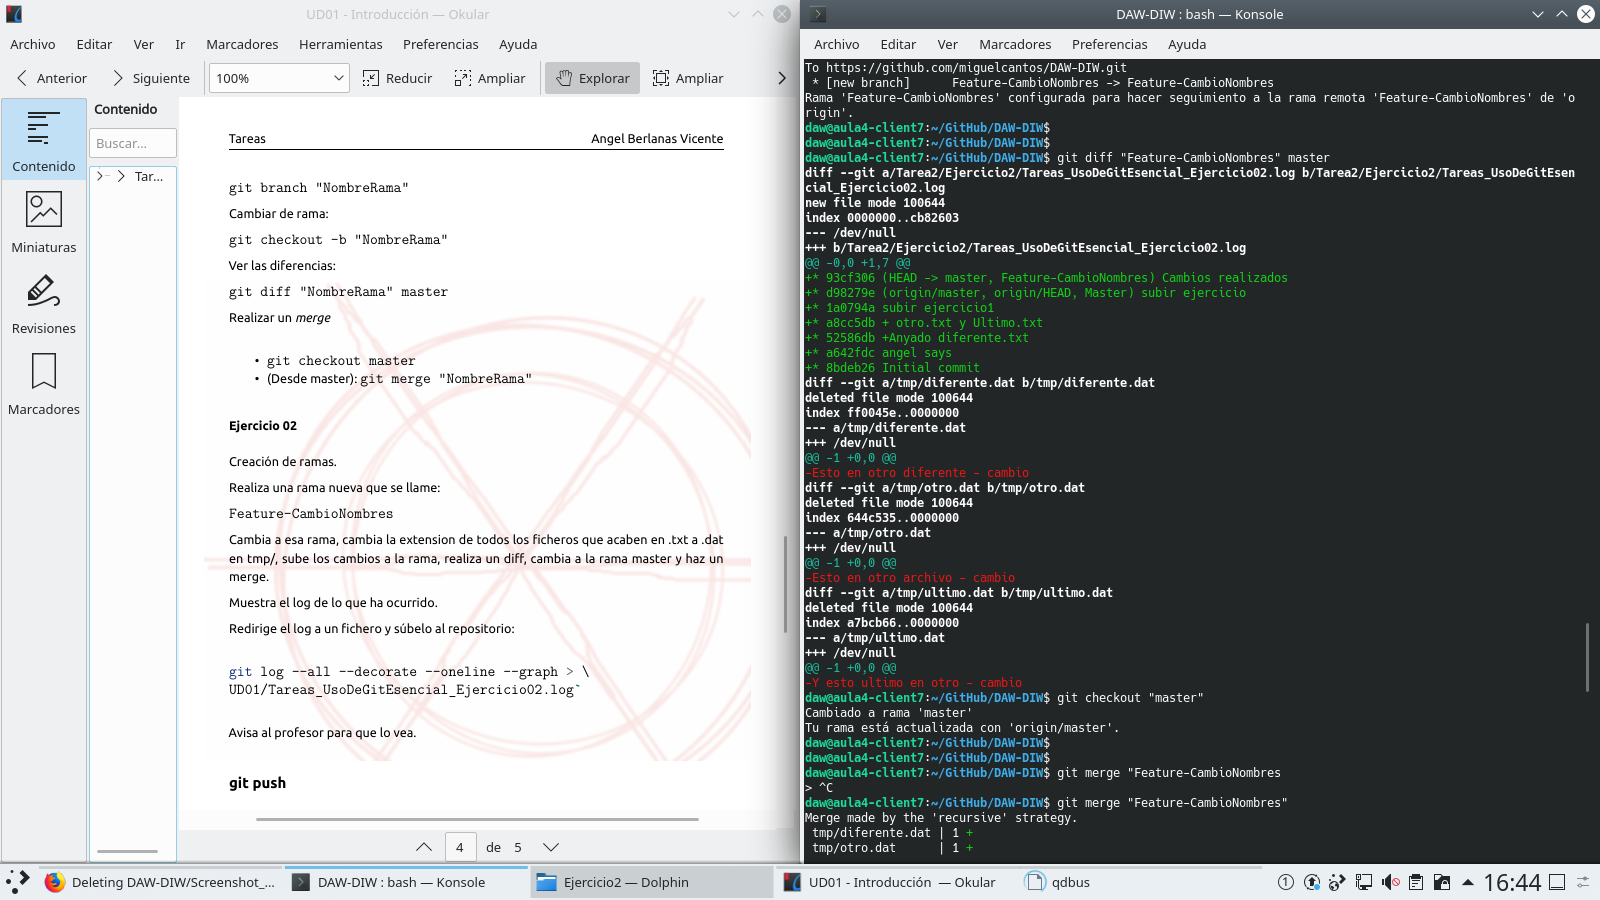 UD01 - Introducción — Okular
Archivo Editar Ver Ir Marcadores Herramientas Preferencias Ayuda
Anterior Siguiente 100% Reducir Ampliar Explorar Ampliar
Contenido
Miniaturas
Revisiones
Marcadores
Contenido
Buscar...
Tar...
Tareas Angel Berlanas Vicente
git branch "NombreRama"
Cambiar de rama:
git checkout -b "NombreRama"
Ver las diferencias:
git diff "NombreRama" master
Realizar un merge
• git checkout master
• (Desde master): git merge "NombreRama"
Ejercicio 02
Creación de ramas.
Realiza una rama nueva que se llame:
Feature-CambioNombres
Cambia a esa rama, cambia la extension de todos los ficheros que acaben en .txt a .dat
en tmp/, sube los cambios a la rama, realiza un diff, cambia a la rama master y haz un
merge.
Muestra el log de lo que ha ocurrido.
Redirige el log a un fichero y súbelo al repositorio:
git log --all --decorate --oneline --graph > \
UD01/Tareas_UsoDeGitEsencial_Ejercicio02.log`
Avisa al profesor para que lo vea.
git push
4 de 5
DAW-DIW : bash — Konsole
Archivo Editar Ver Marcadores Preferencias Ayuda
To https://github.com/miguelcantos/DAW-DIW.git
 * [new branch]      Feature-CambioNombres -> Feature-CambioNombres
Rama 'Feature-CambioNombres' configurada para hacer seguimiento a la rama remota 'Feature-CambioNombres' de 'o
rigin'.
daw@aula4-client7:~/GitHub/DAW-DIW$
daw@aula4-client7:~/GitHub/DAW-DIW$
daw@aula4-client7:~/GitHub/DAW-DIW$ git diff "Feature-CambioNombres" master
diff --git a/Tarea2/Ejercicio2/Tareas_UsoDeGitEsencial_Ejercicio02.log b/Tarea2/Ejercicio2/Tareas_UsoDeGitEsen
cial_Ejercicio02.log
new file mode 100644
index 0000000..cb82603
--- /dev/null
+++ b/Tarea2/Ejercicio2/Tareas_UsoDeGitEsencial_Ejercicio02.log
@@ -0,0 +1,7 @@
+* 93cf306 (HEAD -> master, Feature-CambioNombres) Cambios realizados
+* d98279e (origin/master, origin/HEAD, Master) subir ejercicio
+* 1a0794a subir ejercicio1
+* a8cc5db + otro.txt y Ultimo.txt
+* 52586db +Anyado diferente.txt
+* a642fdc angel says
+* 8bdeb26 Initial commit
diff --git a/tmp/diferente.dat b/tmp/diferente.dat
deleted file mode 100644
index ff0045e..0000000
--- a/tmp/diferente.dat
+++ /dev/null
@@ -1 +0,0 @@
-Esto en otro diferente - cambio
diff --git a/tmp/otro.dat b/tmp/otro.dat
deleted file mode 100644
index 644c535..0000000
--- a/tmp/otro.dat
+++ /dev/null
@@ -1 +0,0 @@
-Esto en otro archivo - cambio
diff --git a/tmp/ultimo.dat b/tmp/ultimo.dat
deleted file mode 100644
index a7bcb66..0000000
--- a/tmp/ultimo.dat
+++ /dev/null
@@ -1 +0,0 @@
-Y esto ultimo en otro - cambio
daw@aula4-client7:~/GitHub/DAW-DIW$ git checkout "master"
Cambiado a rama 'master'
Tu rama está actualizada con 'origin/master'.
daw@aula4-client7:~/GitHub/DAW-DIW$
daw@aula4-client7:~/GitHub/DAW-DIW$
daw@aula4-client7:~/GitHub/DAW-DIW$ git merge "Feature-CambioNombres
> ^C
daw@aula4-client7:~/GitHub/DAW-DIW$ git merge "Feature-CambioNombres"
Merge made by the 'recursive' strategy.
 tmp/diferente.dat | 1 +
 tmp/otro.dat      | 1 +
Deleting DAW-DIW/Screenshot_... DAW-DIW : bash — Konsole Ejercicio2 — Dolphin UD01 - Introducción — Okular qdbus 1 16:44